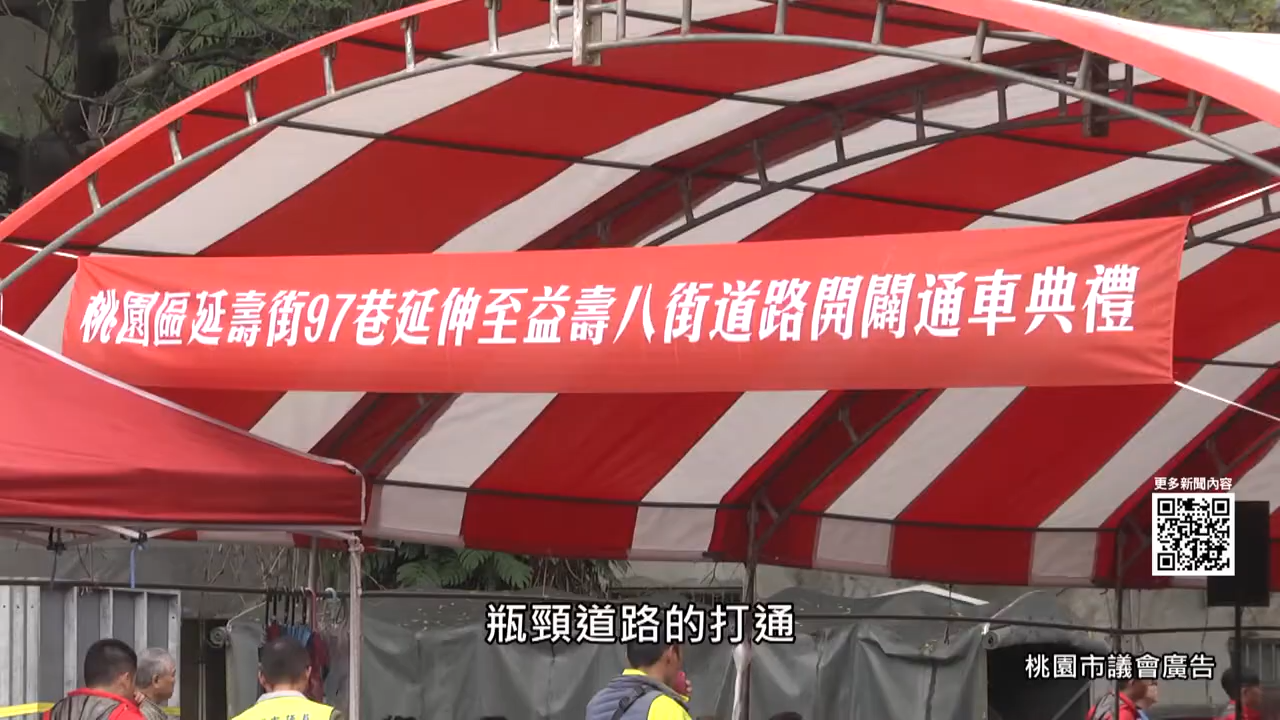 桃園區延壽街97巷延伸至益壽八街道路開闢通車典禮
更多新聞內容
瓶頸道路的打通
桃園市議會廣告